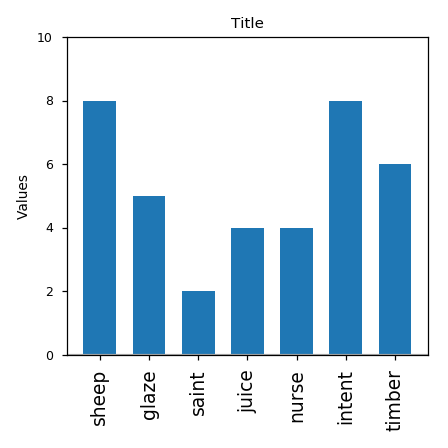 Title
Values
10
8
6
4
2
0
sheep
glaze
saint
juice
nurse
intent
timber